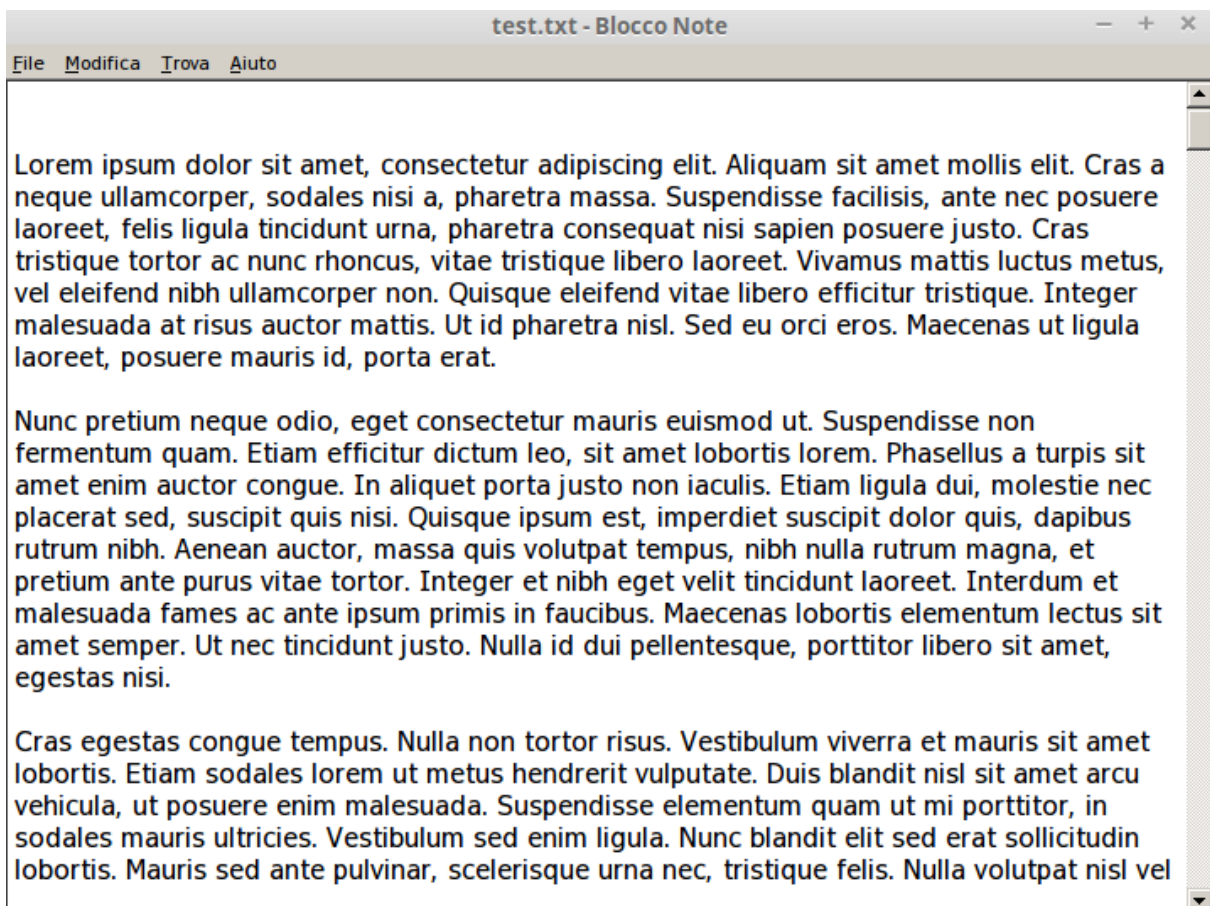 test.txt - Blocco Note
File Modifica Trova Aiuto
Lorem ipsum dolor sit amet, consectetur adipiscing elit. Aliquam sit amet mollis elit. Cras a
neque ullamcorper, sodales nisi a, pharetra massa. Suspendisse facilisis, ante nec posuere
laoreet, felis ligula tincidunt urna, pharetra consequat nisi sapien posuere justo. Cras
tristique tortor ac nunc rhoncus, vitae tristique libero laoreet. Vivamus mattis luctus metus,
vel eleifend nibh ullamcorper non. Quisque eleifend vitae libero efficitur tristique. Integer
malesuada at risus auctor mattis. Ut id pharetra nisl. Sed eu orci eros. Maecenas ut ligula
laoreet, posuere mauris id, porta erat.
Nunc pretium neque odio, eget consectetur mauris euismod ut. Suspendisse non
fermentum quam. Etiam efficitur dictum leo, sit amet lobortis lorem. Phasellus a turpis sit
amet enim auctor congue. In aliquet porta justo non iaculis. Etiam ligula dui, molestie nec
placerat sed, suscipit quis nisi. Quisque ipsum est, imperdiet suscipit dolor quis, dapibus
rutrum nibh. Aenean auctor, massa quis volutpat tempus, nibh nulla rutrum magna, et
pretium ante purus vitae tortor. Integer et nibh eget velit tincidunt laoreet. Interdum et
malesuada fames ac ante ipsum primis in faucibus. Maecenas lobortis elementum lectus sit
amet semper. Ut nec tincidunt justo. Nulla id dui pellentesque, porttitor libero sit amet,
egestas nisi.
Cras egestas congue tempus. Nulla non tortor risus. Vestibulum viverra et mauris sit amet
lobortis. Etiam sodales lorem ut metus hendrerit vulputate. Duis blandit nisl sit amet arcu
vehicula, ut posuere enim malesuada. Suspendisse elementum quam ut mi porttitor, in
sodales mauris ultricies. Vestibulum sed enim ligula. Nunc blandit elit sed erat sollicitudin
lobortis. Mauris sed ante pulvinar, scelerisque urna nec, tristique felis. Nulla volutpat nisl vel